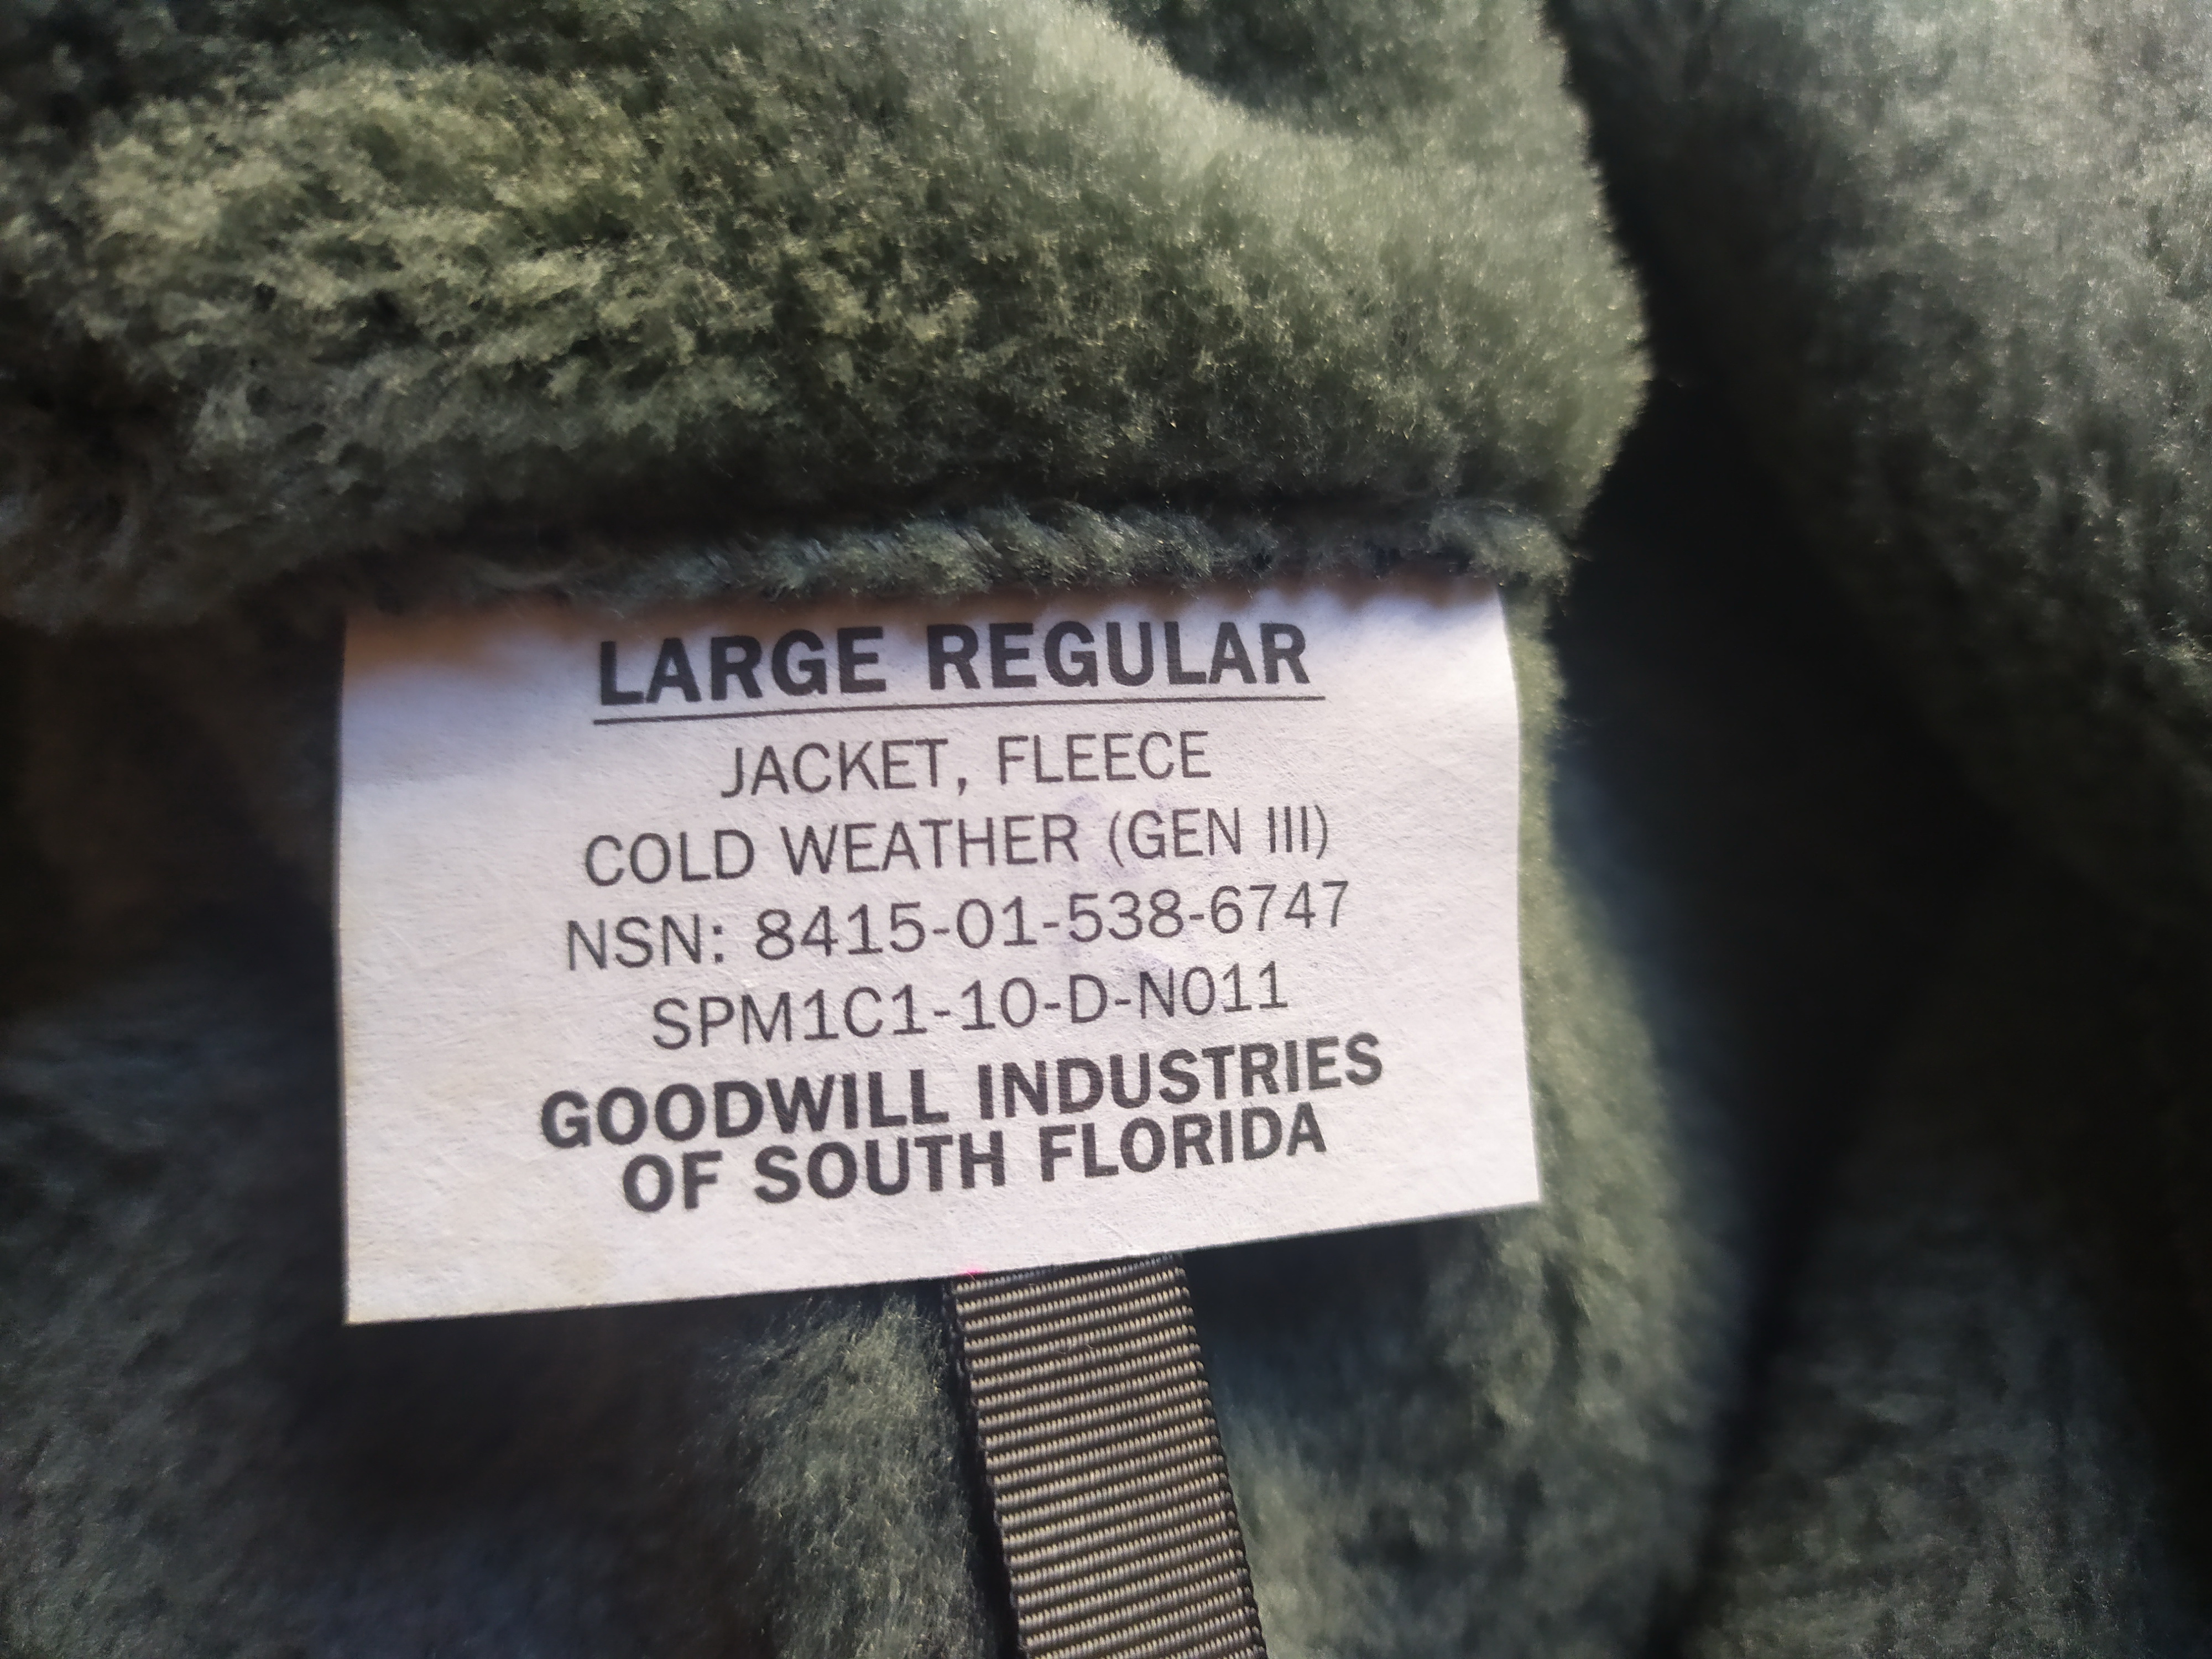 LARGE REGULAR
JACKET, FLEECE
COLD WEATHER (GEN III)
NSN: 8415-01-538-6747
SPM1C1-10-D-N011
GOODWILL INDUSTRIES
OF SOUTH FLORIDA